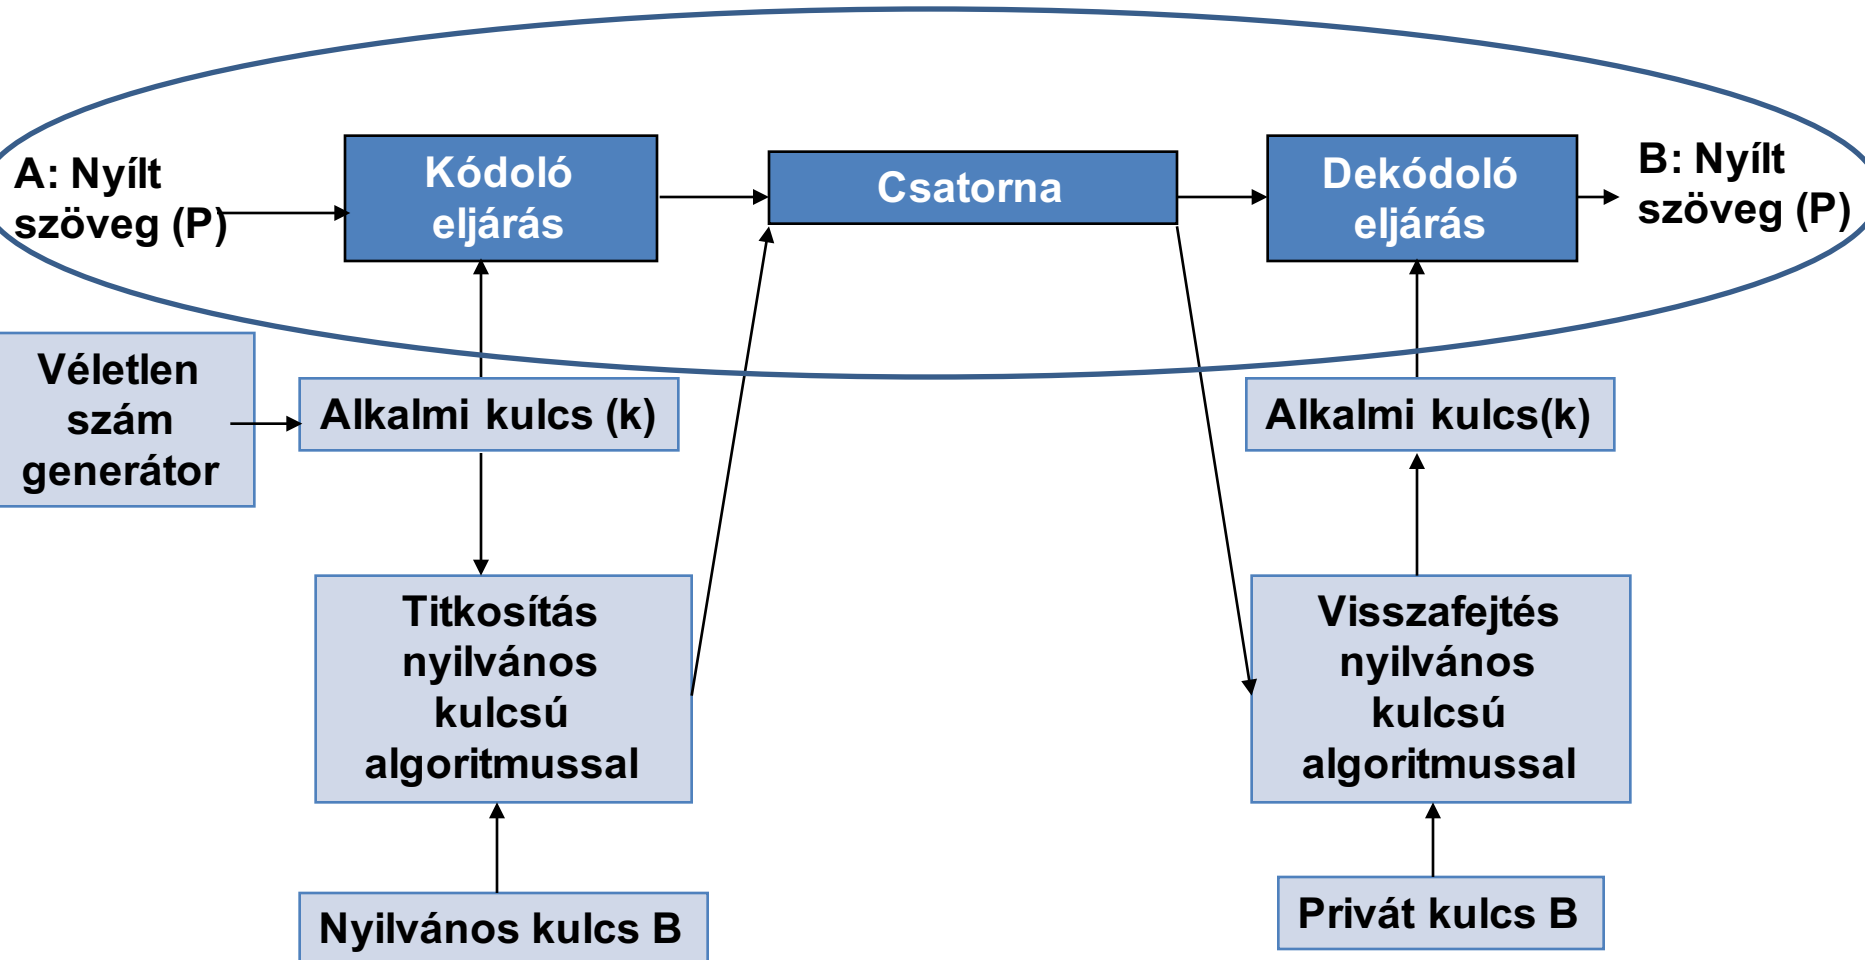 A: Nyílt
szöveg (P)
Kódoló
eljárás
Csatorna
Dekódoló
eljárás
B: Nyílt
szöveg (P)
Véletlen
szám
generátor
Alkalmi kulcs (k)
Alkalmi kulcs(k)
Titkosítás
nyilvános
kulcsú
algoritmussal
Visszafejtés
nyilvános
kulcsú
algoritmussal
Nyilvános kulcs B
Privát kulcs B